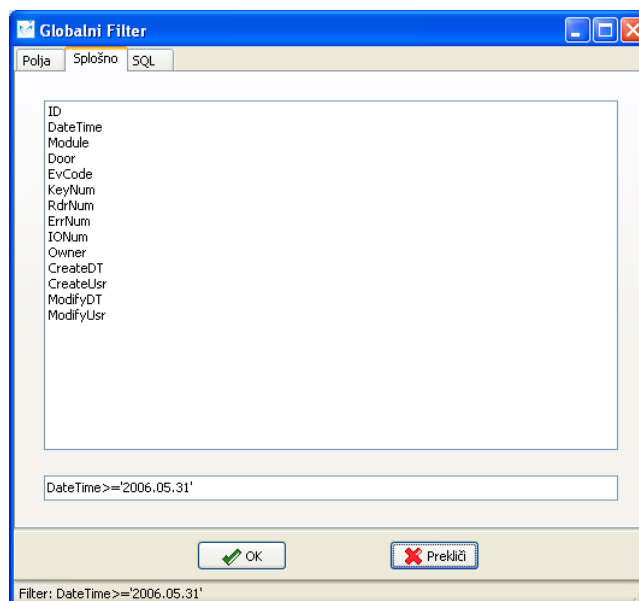 Globalni Filter
Polja Splošno SQL
ID
DateTime
Module
Door
EvCode
KeyNum
RdrNum
ErrNum
IONum
Owner
CreateDT
CreateUsr
ModifyDT
ModifyUsr
DateTime>='2006.05.31'
OK Prekliči
Filter: DateTime>='2006.05.31'